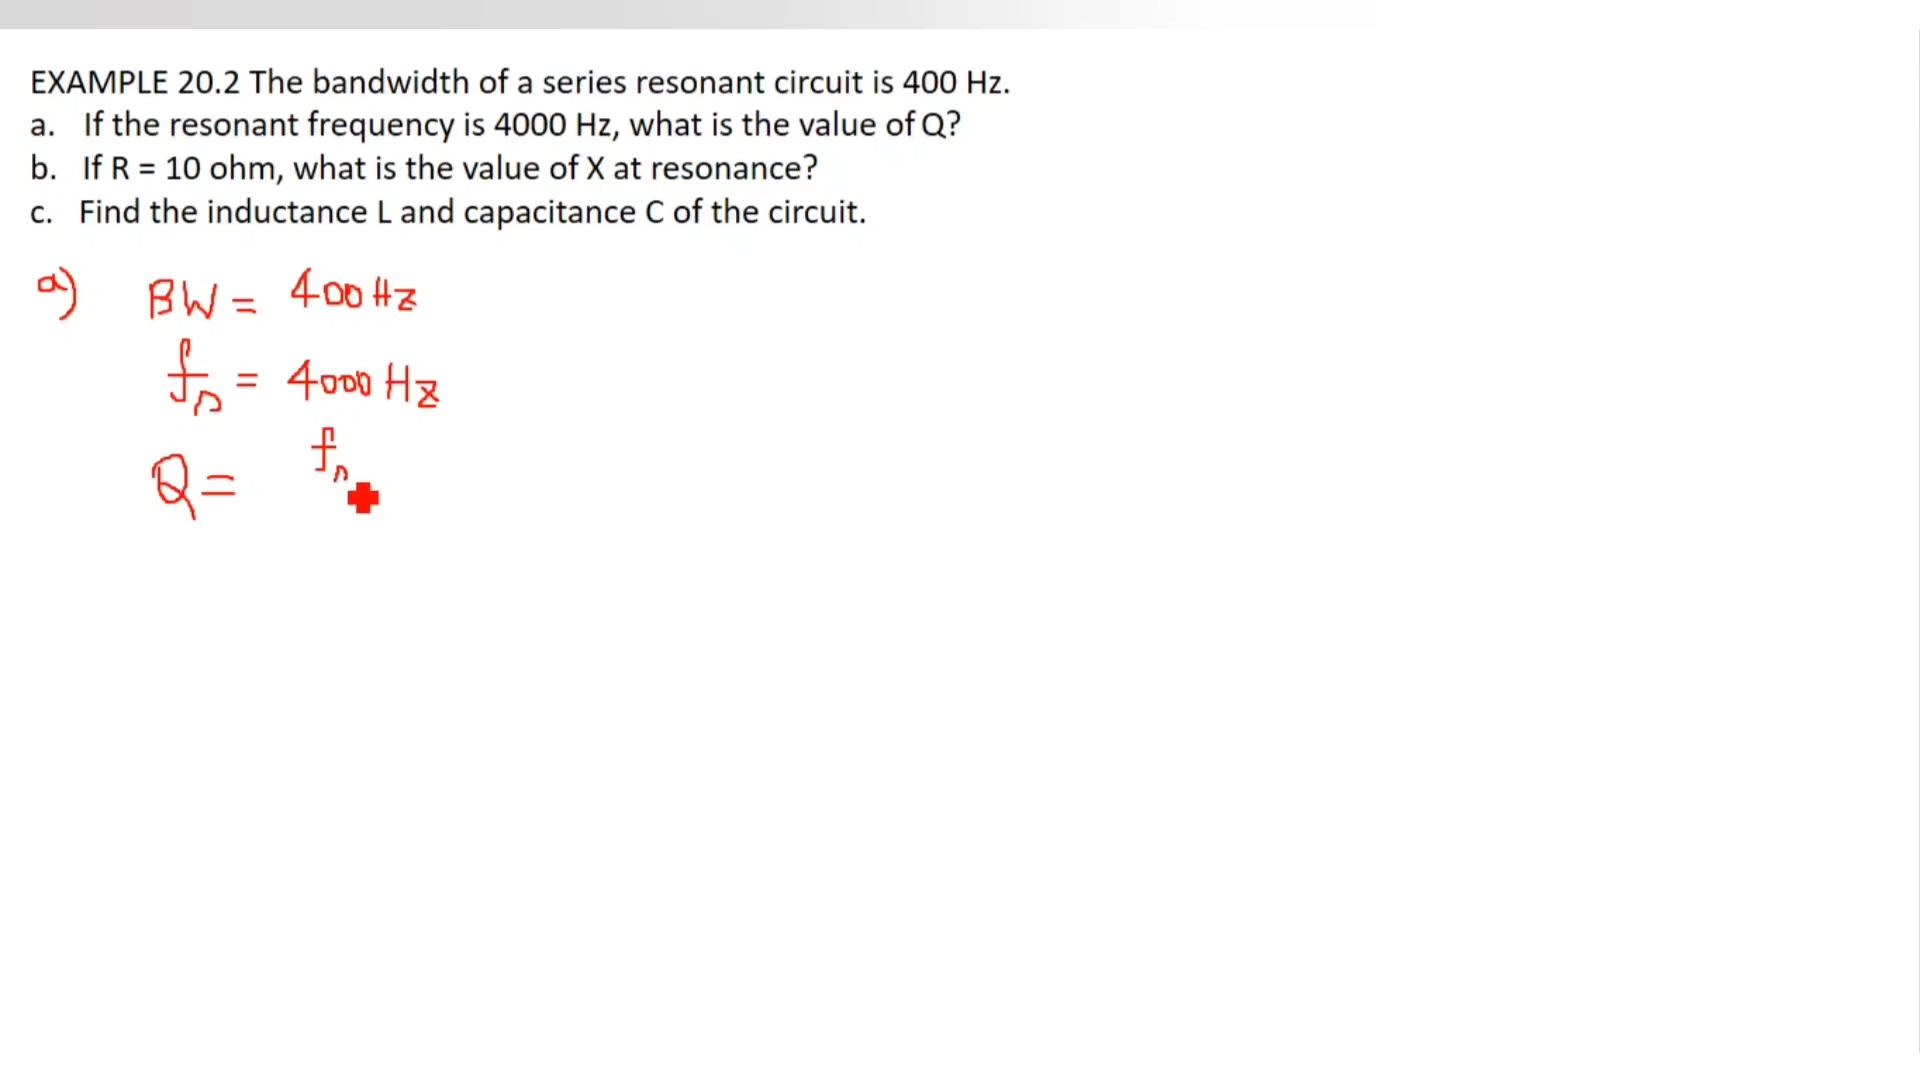 EXAMPLE 20.2 The bandwidth of a series resonant circuit is 400 Hz.
a. If the resonant frequency is 4000 Hz, what is the value of Q?
b. If R = 10 ohm, what is the value of X at resonance?
c. Find the inductance L and capacitance C of the circuit.
a) BW = 400 Hz
fr = 4000 Hz
Q = fr